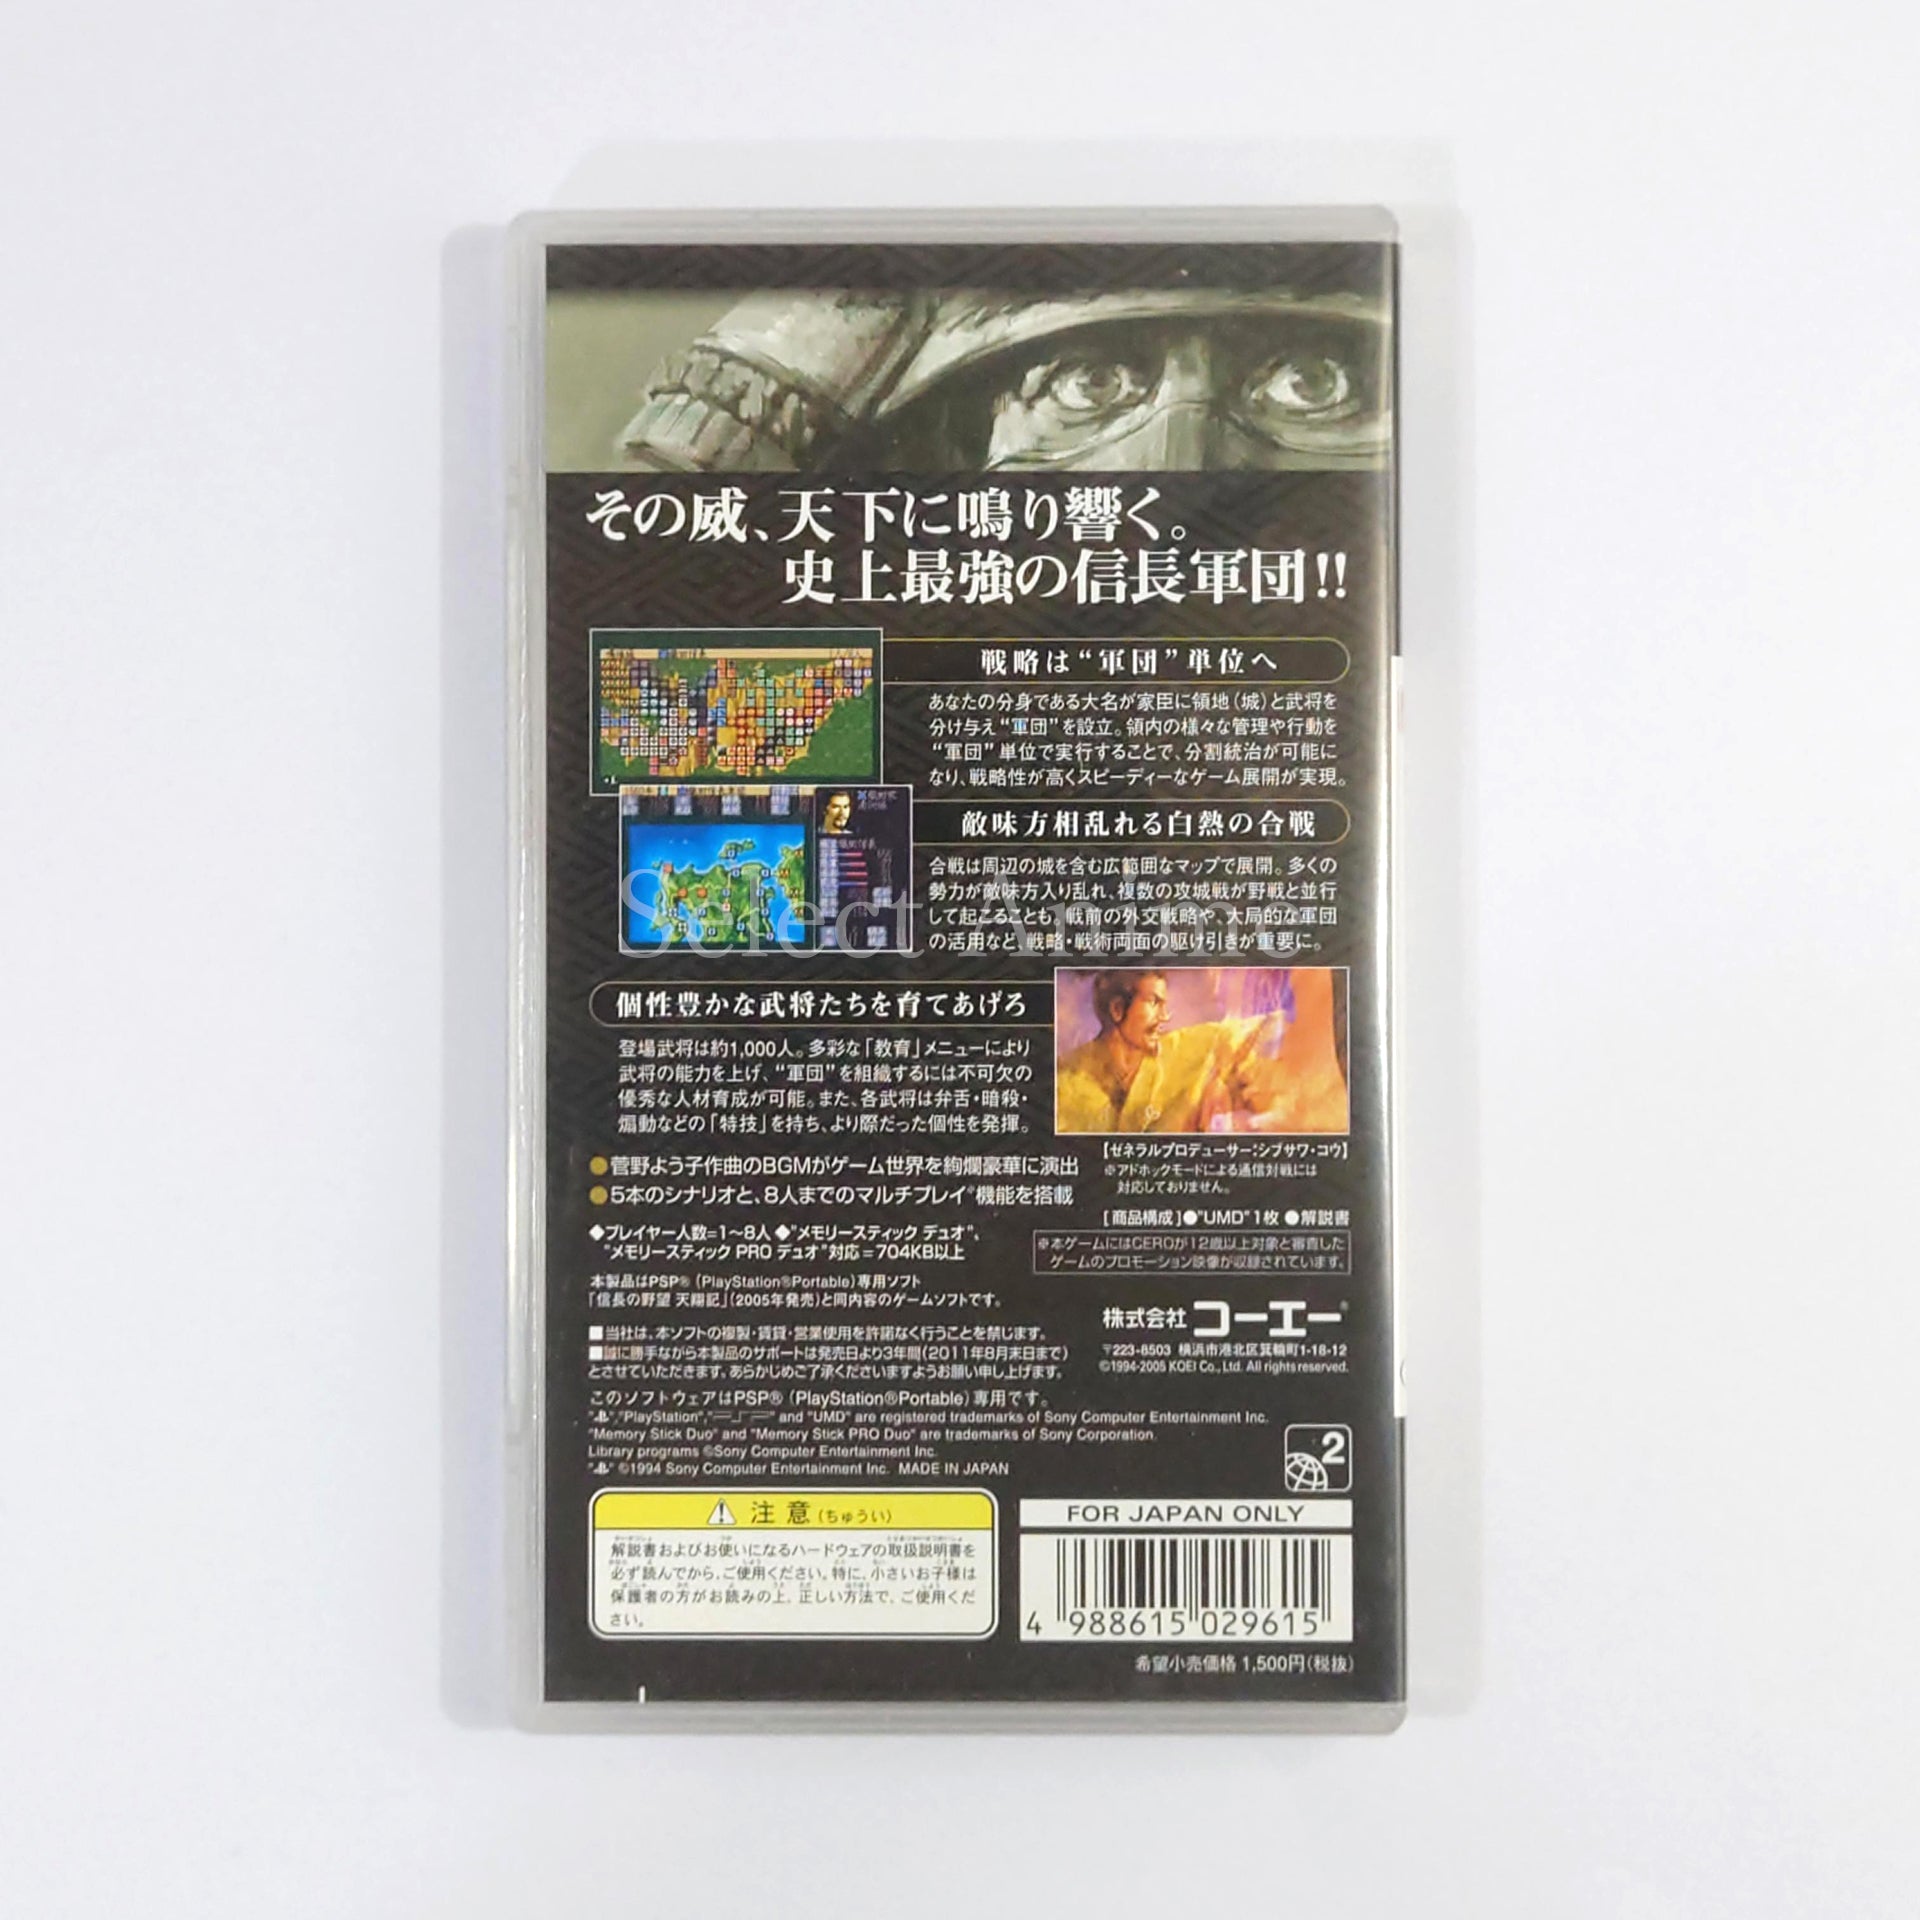 その威、天下に鳴り響く。
史上最強の信長軍団!!
戦略は“軍団”単位へ
あなたの分身である大名が家臣に領地(城)と武将を
分け与え“軍団”を設立。領内の様々な管理や行動を
“軍団”単位で実行することで、分割統治が可能に
なり、戦略性が高くスピーディーなゲーム展開が実現。
敵味方相乱れる白熱の合戦
合戦は周辺の城を含む広範囲なマップで展開。多くの
勢力が敵味方入り乱れ、複数の攻城戦が野戦と並行
して起こることも。戦前の外交戦略や、大局的な軍団
の活用など、戦略・戦術両面の駆け引きが重要に。
Select Anime
個性豊かな武将たちを育てあげろ
登場武将は約1,000人。多彩な「教育」メニューにより
武将の能力を上げ、“軍団”を組織するには不可欠の
優秀な人材育成が可能。また、各武将は弁舌・暗殺・
煽動などの「特技」を持ち、より際だった個性を発揮。
●菅野よう子作曲のBGMがゲーム世界を絢爛豪華に演出
●5本のシナリオと、8人までのマルチプレイ※機能を搭載
【ゼネラルプロデューサー:シブサワ・コウ】
※アドホックモードによる通信対戦には
対応しておりません。
◆プレイヤー人数=1〜8人 ◆"メモリースティック デュオ"、
"メモリースティック PRO デュオ"対応=704KB以上
[商品構成]●"UMD"1枚 ●解説書
※本ゲームにはCEROが12歳以上対象と審査した
ゲームのプロモーション映像が収録されています。
本製品はPSP®(PlayStation®Portable)専用ソフト
「信長の野望 天翔記」(2005年発売)と同内容のゲームソフトです。
■当社は、本ソフトの複製・賃貸・営業使用を許諾なく行うことを禁じます。
■誠に勝手ながら本製品のサポートは発売日より3年間(2011年8月末日まで)
とさせていただきます。あらかじめご了承くださいますようお願い申し上げます。
株式会社 コーエー®
〒223-8503 横浜市港北区箕輪町1-18-12
©1994-2005 KOEI Co., Ltd. All rights reserved.
このソフトウェアはPSP®(PlayStation®Portable)専用です。
"PlayStation", and "UMD" are registered trademarks of Sony Computer Entertainment Inc.
"Memory Stick Duo" and "Memory Stick PRO Duo" are trademarks of Sony Corporation.
Library programs ©Sony Computer Entertainment Inc.
©1994 Sony Computer Entertainment Inc. MADE IN JAPAN
2
注意(ちゅうい)
解説書およびお使いになるハードウェアの取扱説明書を
必ず読んでから、ご使用ください。特に、小さいお子様は
保護者の方がお読みの上、正しい方法で、ご使用くだ
さい。
FOR JAPAN ONLY
4 988615 029615
希望小売価格 1,500円(税抜)